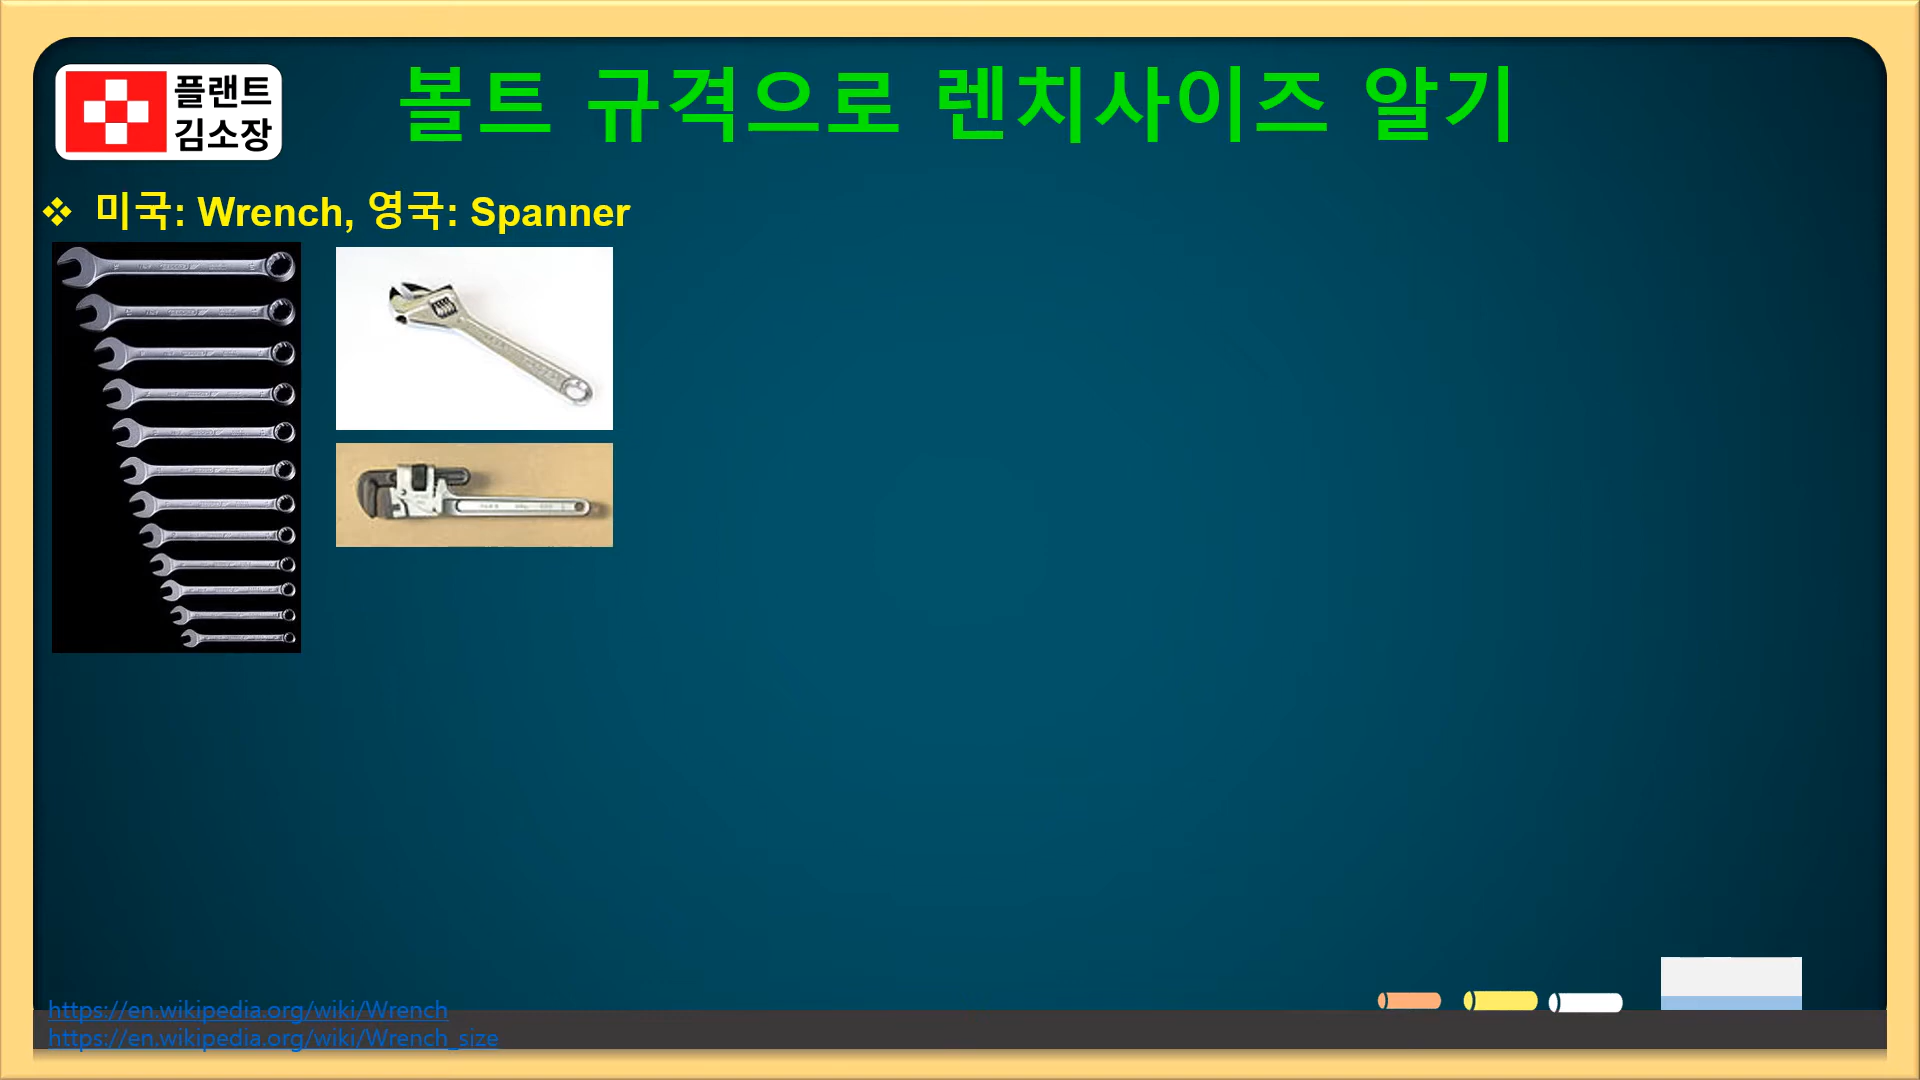 플랜트
김소장
볼트 규격으로 렌치사이즈 알기
❖ 미국: Wrench, 영국: Spanner
https://en.wikipedia.org/wiki/Wrench
https://en.wikipedia.org/wiki/Wrench_size